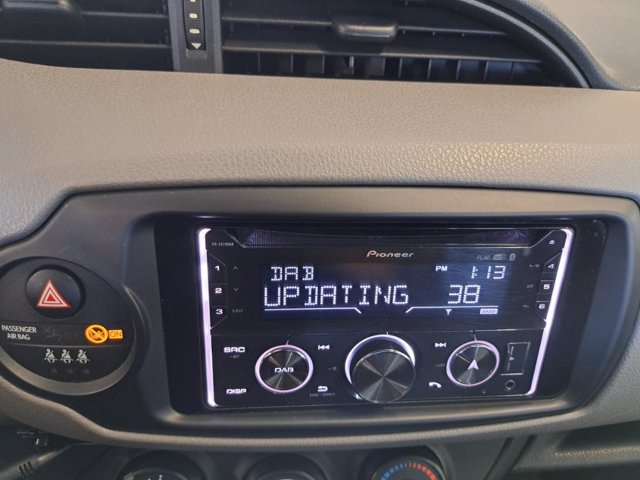 Pioneer
FLAC
DAB
PM 1:13
UPDATING 38
1
2
3
4
5
6
SRC
DISP
DAB
PASSENGER
AIR BAG
ON